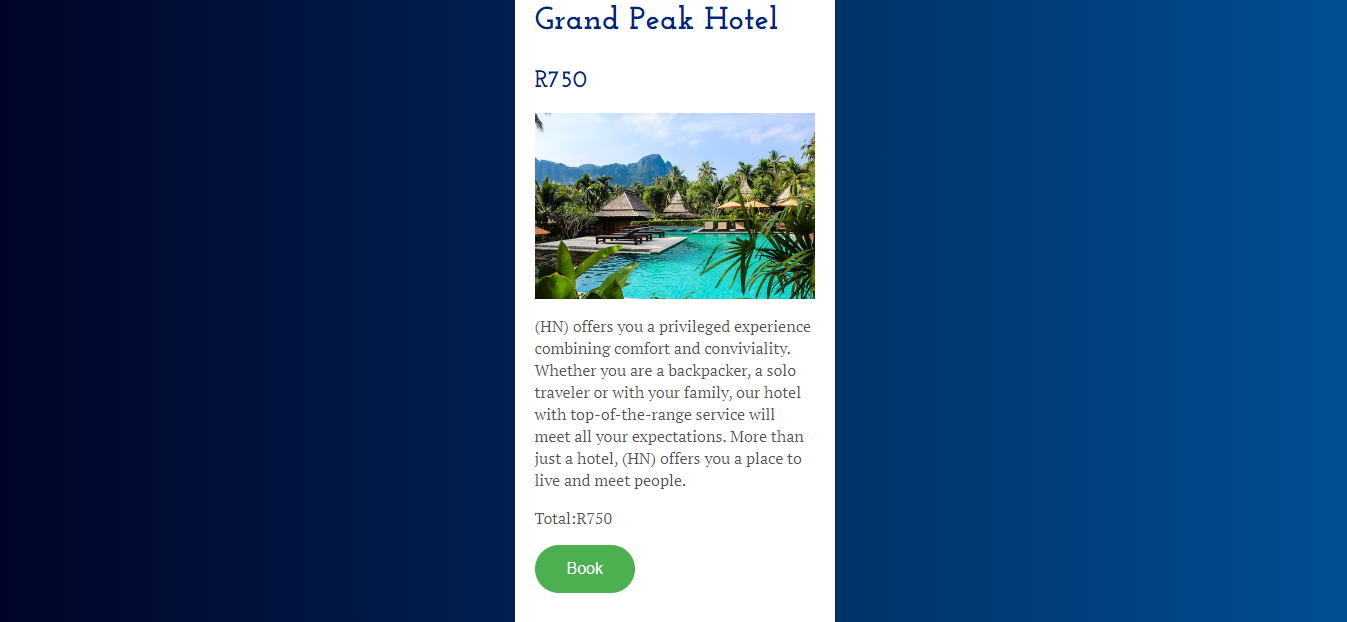 Grand Peak Hotel
R750
(HN) offers you a privileged experience
combining comfort and conviviality.
Whether you are a backpacker, a solo
traveler or with your family, our hotel
with top-of-the-range service will
meet all your expectations. More than
just a hotel, (HN) offers you a place to
live and meet people.
Total:R750
Book